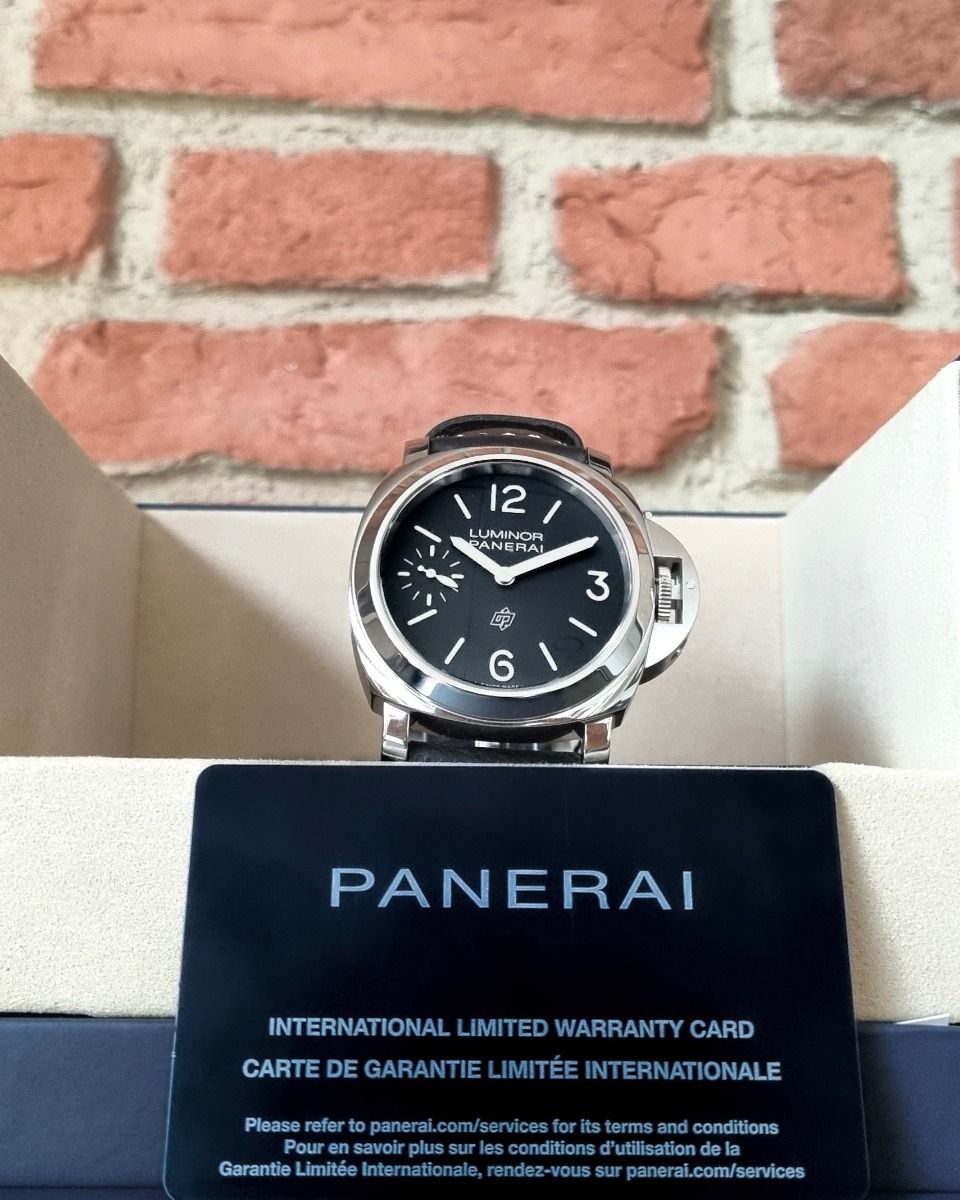 12
LUMINOR
PANERAI
3
6
PANERAI
INTERNATIONAL LIMITED WARRANTY CARD
CARTE DE GARANTIE LIMITÉE INTERNATIONALE
Please refer to panerai.com/services for its terms and conditions
Pour en savoir plus sur les conditions d'utilisation de la
Garantie Limitée Internationale, rendez-vous sur panerai.com/services